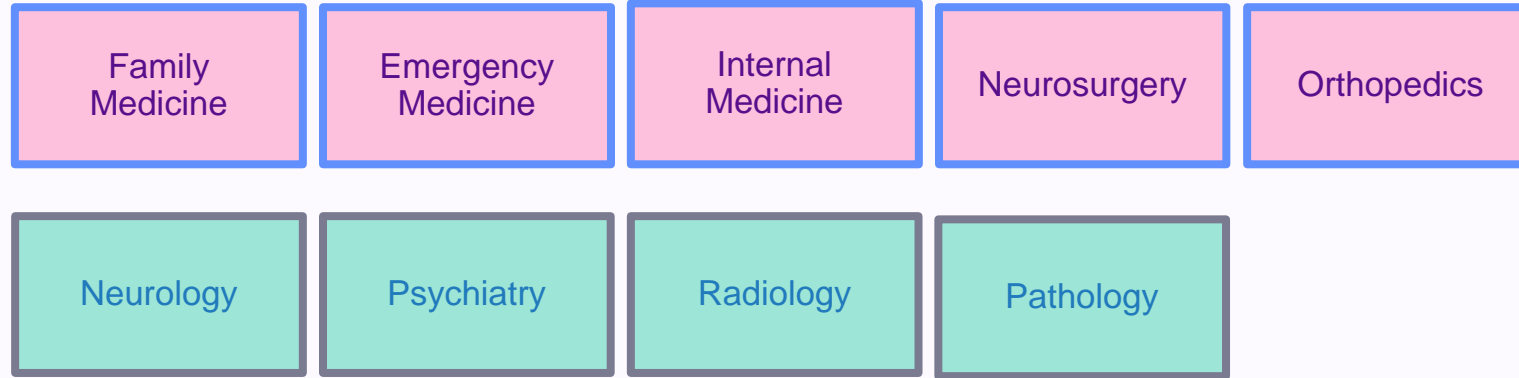 Family
Medicine
Emergency
Medicine
Internal
Medicine
Neurosurgery
Orthopedics
Neurology
Psychiatry
Radiology
Pathology